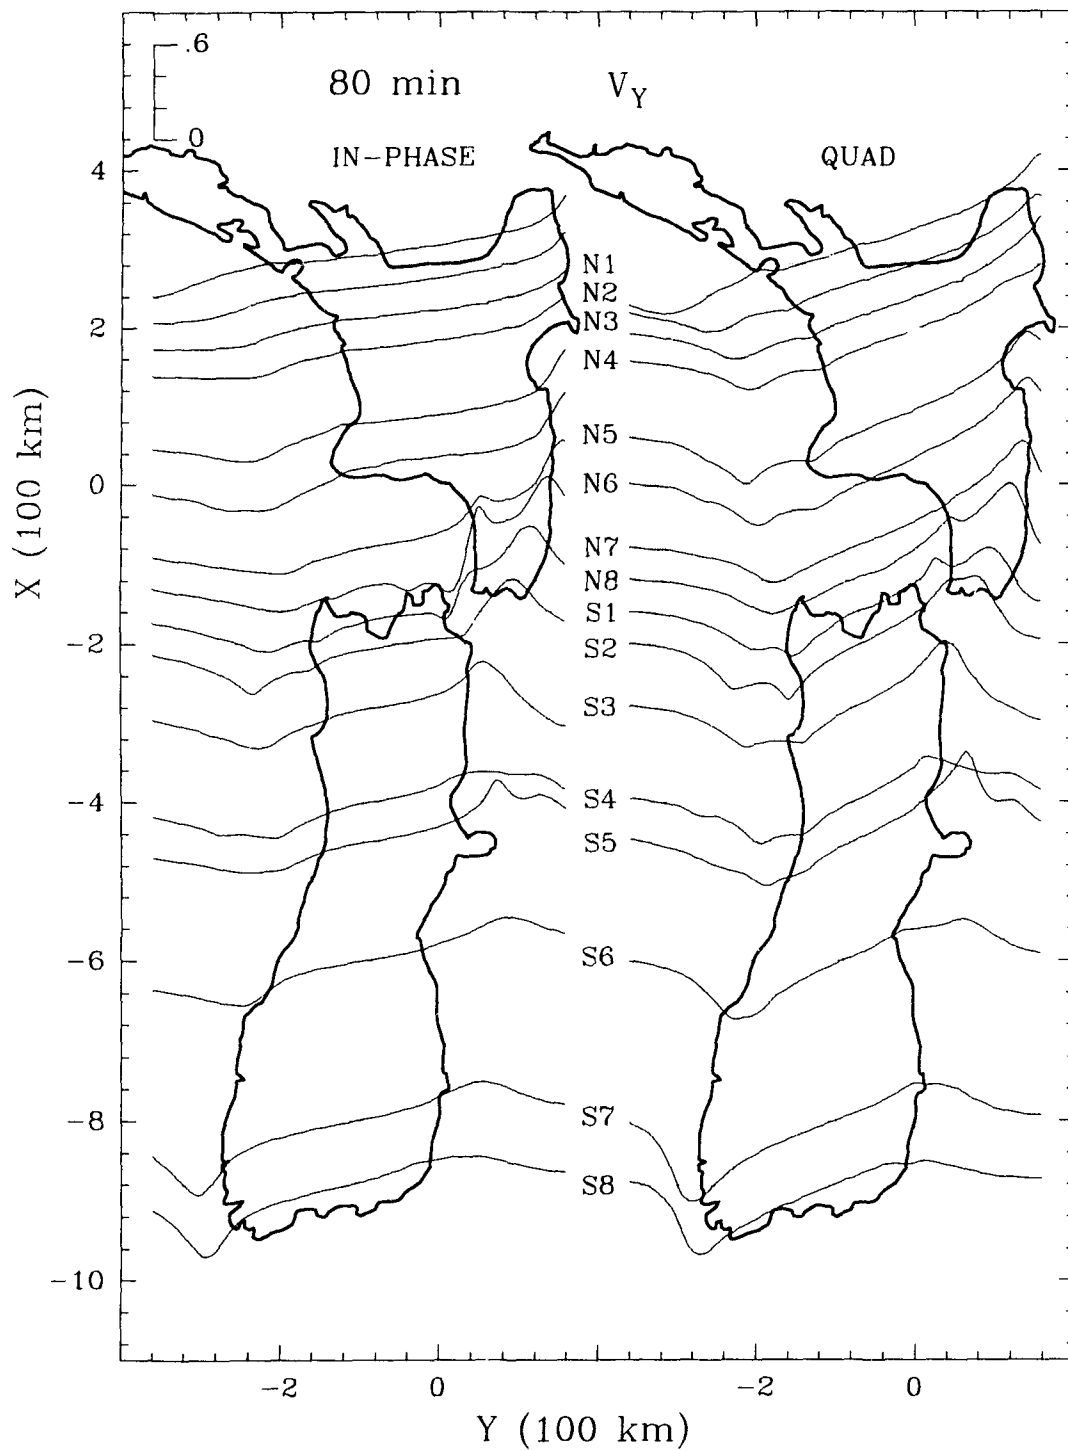 .6
0
80 min
V_Y
IN-PHASE
QUAD
4
2
0
-2
-4
-6
-8
-10
X (100 km)
N1
N2
N3
N4
N5
N6
N7
N8
S1
S2
S3
S4
S5
S6
S7
S8
-2
0
-2
0
Y (100 km)